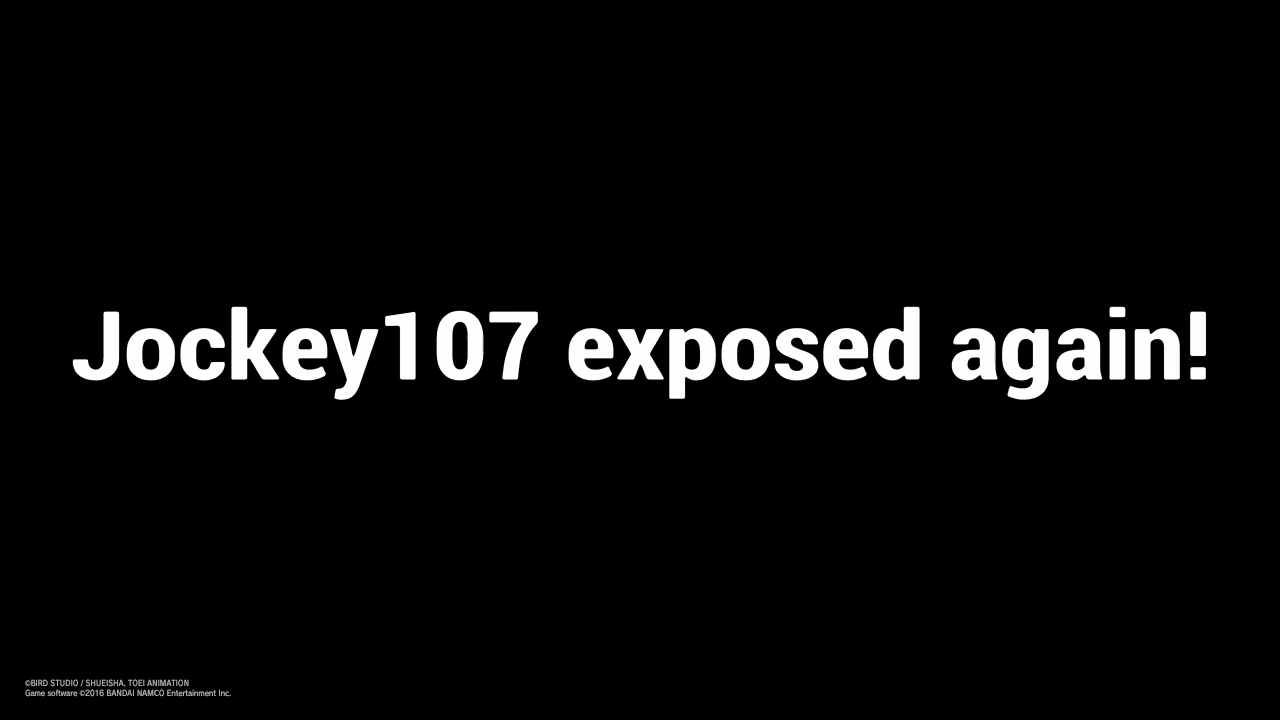 Jockey107 exposed again!
©BIRD STUDIO / SHUEISHA, TOEI ANIMATION
Game software ©2016 BANDAI NAMCO Entertainment Inc.